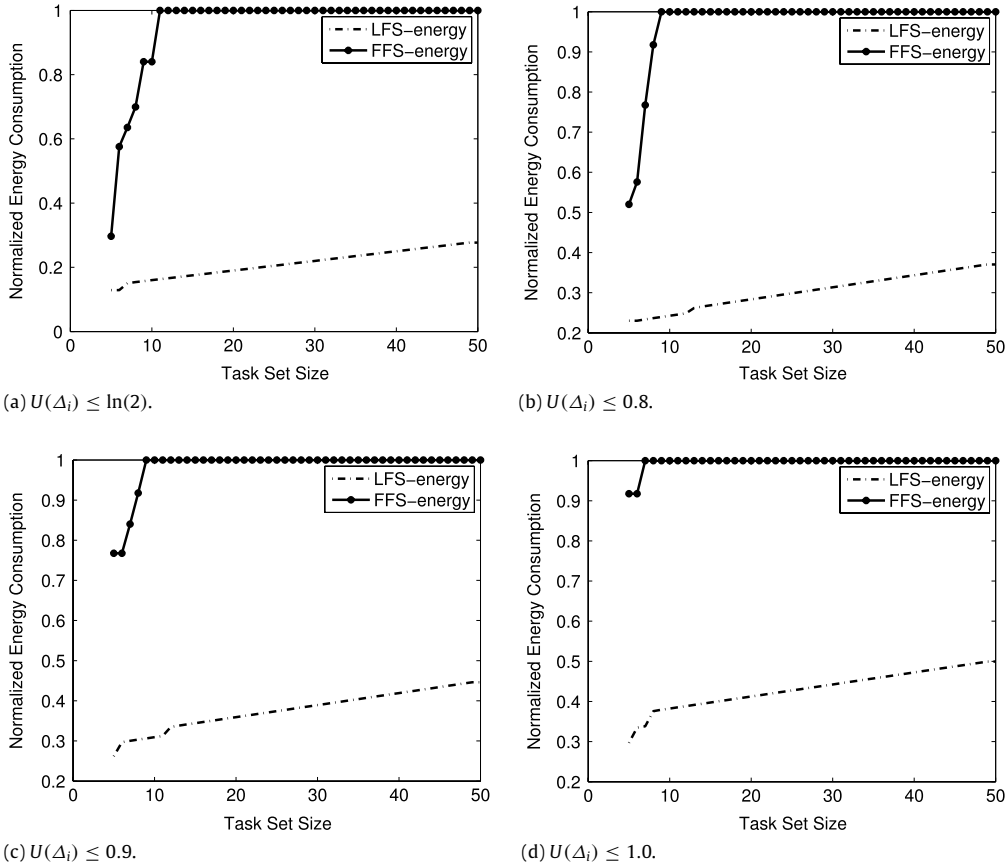 1
0.8
0.6
0.4
0.2
0
Normalized Energy Consumption
LFS-energy
FFS-energy
0 10 20 30 40 50
Task Set Size
(a) U(Δi) ≤ ln(2).
1
0.9
0.8
0.7
0.6
0.5
0.4
0.3
0.2
Normalized Energy Consumption
LFS-energy
FFS-energy
0 10 20 30 40 50
Task Set Size
(b) U(Δi) ≤ 0.8.
1
0.9
0.8
0.7
0.6
0.5
0.4
0.3
0.2
Normalized Energy Consumption
LFS-energy
FFS-energy
0 10 20 30 40 50
Task Set Size
(c) U(Δi) ≤ 0.9.
1
0.9
0.8
0.7
0.6
0.5
0.4
0.3
0.2
Normalized Energy Consumption
LFS-energy
FFS-energy
0 10 20 30 40 50
Task Set Size
(d) U(Δi) ≤ 1.0.